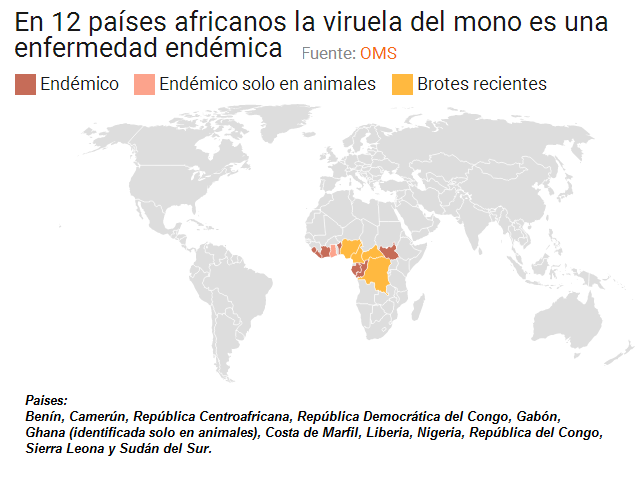 En 12 países africanos la viruela del mono es una
enfermedad endémica Fuente: OMS
Endémico Endémico solo en animales Brotes recientes
Paises:
Benín, Camerún, República Centroafricana, República Democrática del Congo, Gabón,
Ghana (identificada solo en animales), Costa de Marfil, Liberia, Nigeria, República del Congo,
Sierra Leona y Sudán del Sur.